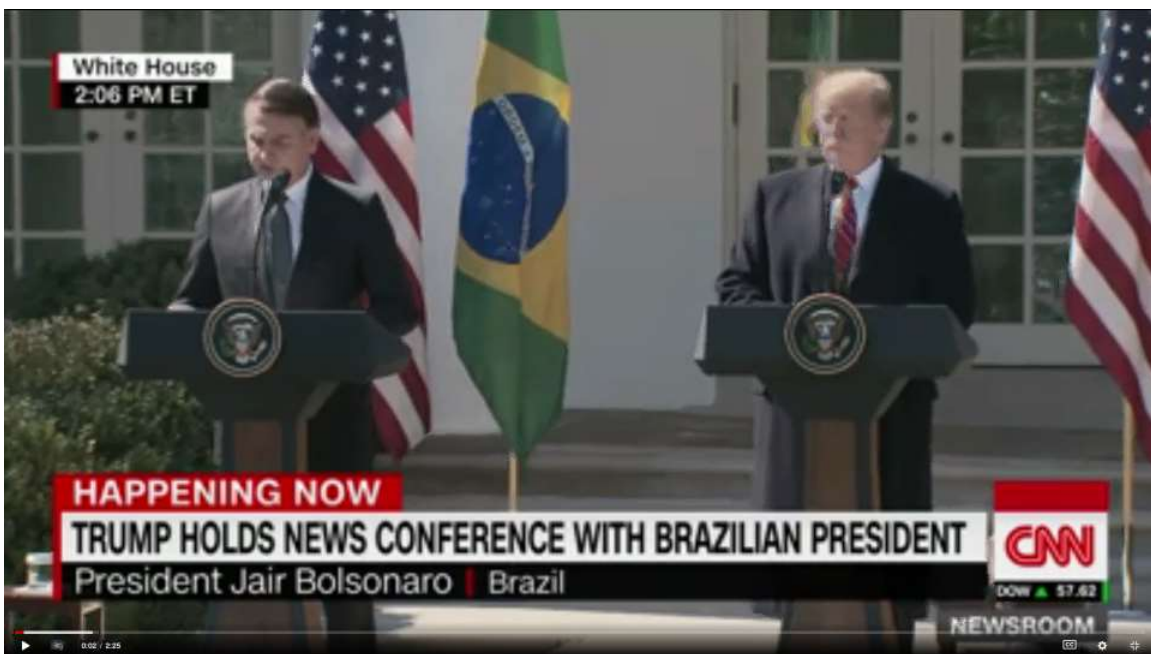 White House
2:06 PM ET
HAPPENING NOW
TRUMP HOLDS NEWS CONFERENCE WITH BRAZILIAN PRESIDENT
President Jair Bolsonaro | Brazil
CNN
DOW ▲ 57.62
NEWSROOM
0:02 / 2:25
CC